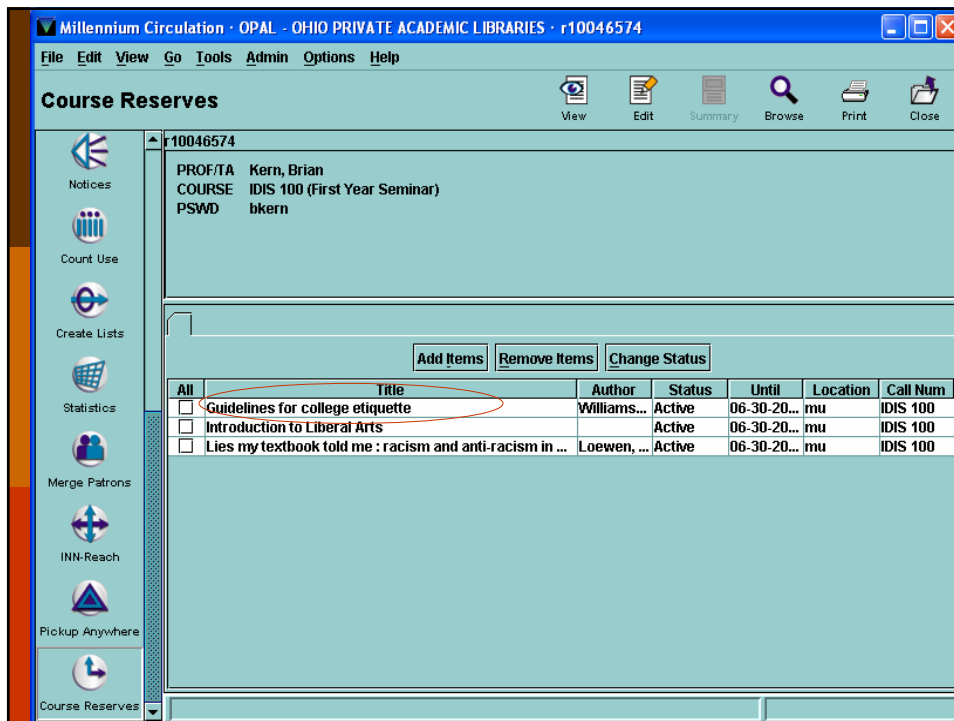 Millennium Circulation · OPAL - OHIO PRIVATE ACADEMIC LIBRARIES · r10046574
File Edit View Go Tools Admin Options Help
Course Reserves
View Edit Summary Browse Print Close
Notices
Count Use
Create Lists
Statistics
Merge Patrons
INN-Reach
Pickup Anywhere
Course Reserves
r10046574
PROF/TA Kern, Brian
COURSE IDIS 100 (First Year Seminar)
PSWD bkern
Add Items Remove Items Change Status
All Title Author Status Until Location Call Num
Guidelines for college etiquette Williams... Active 06-30-20... mu IDIS 100
Introduction to Liberal Arts Active 06-30-20... mu IDIS 100
Lies my textbook told me : racism and anti-racism in ... Loewen, ... Active 06-30-20... mu IDIS 100